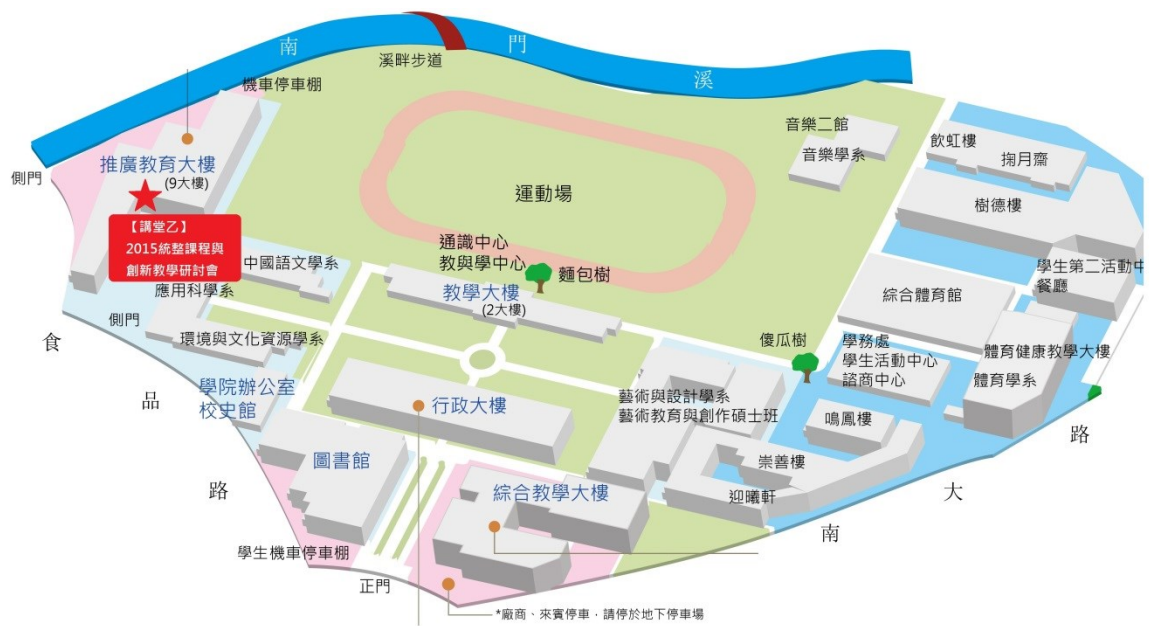 南門溪
溪畔步道
機車停車棚
推廣教育大樓
(9大樓)
側門
【講堂乙】
2015統整課程與
創新教學研討會
中國語文學系
應用科學系
側門
環境與文化資源學系
學院辦公室
校史館
食品路
運動場
通識中心
教與學中心
麵包樹
教學大樓
(2大樓)
音樂二館
音樂學系
飲虹樓
掬月齋
樹德樓
學生第二活動中
餐廳
綜合體育館
體育健康教學大樓
體育學系
傻瓜樹
學務處
學生活動中心
諮商中心
藝術與設計學系
藝術教育與創作碩士班
鳴鳳樓
崇善樓
迎曦軒
行政大樓
圖書館
綜合教學大樓
學生機車停車棚
正門
南大路
*廠商、來賓停車，請停於地下停車場